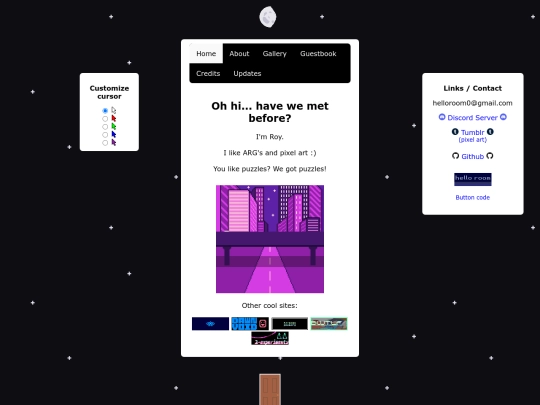 Home About Gallery Guestbook
Credits Updates
Customize
cursor
Oh hi... have we met
before?
I'm Roy.
I like ARG's and pixel art :)
You like puzzles? We got puzzles!
Other cool sites:
Links / Contact
helloroom0@gmail.com
Discord Server
Tumblr
(pixel art)
Github
hello room
Button code